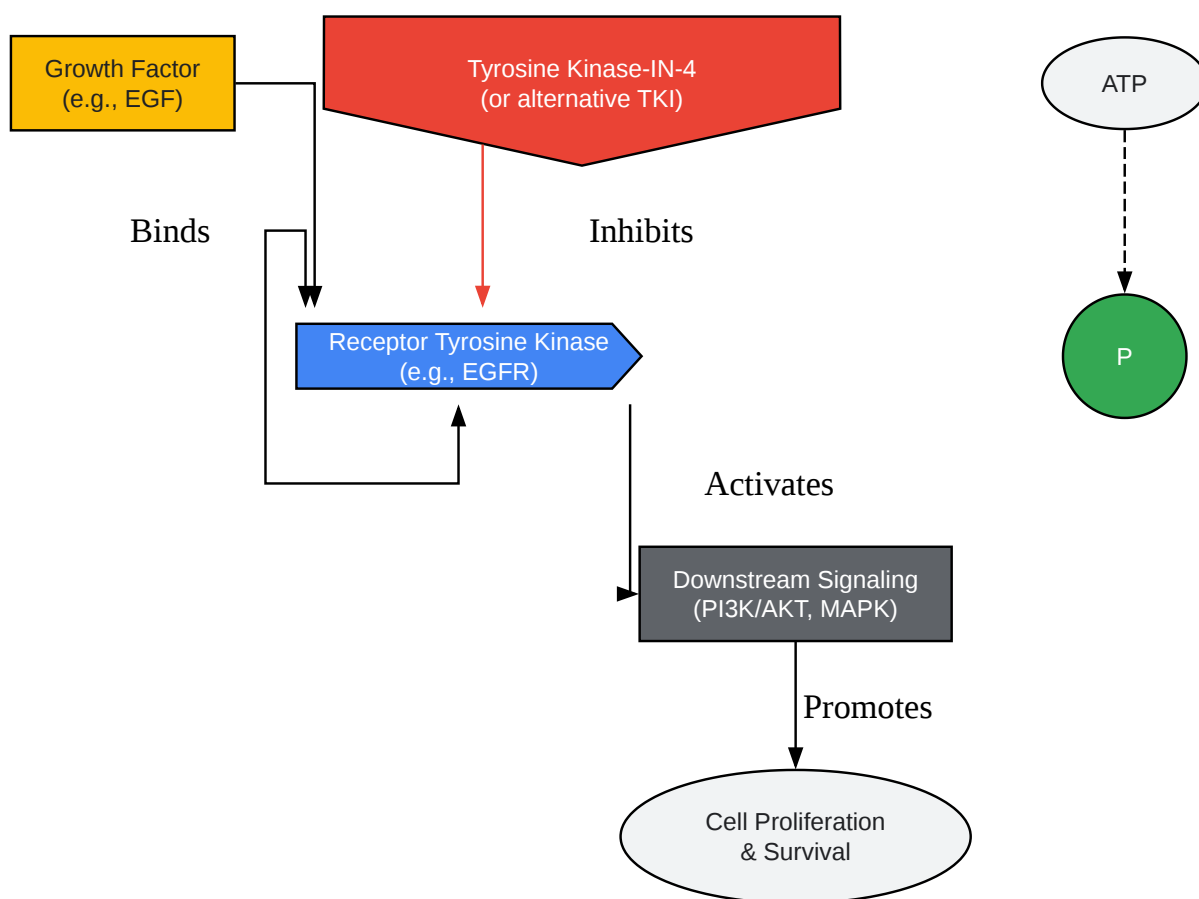 Growth Factor
(e.g., EGF)
Tyrosine Kinase-IN-4
(or alternative TKI)
ATP
Binds
Inhibits
Receptor Tyrosine Kinase
(e.g., EGFR)
P
Activates
Downstream Signaling
(PI3K/AKT, MAPK)
Promotes
Cell Proliferation
& Survival